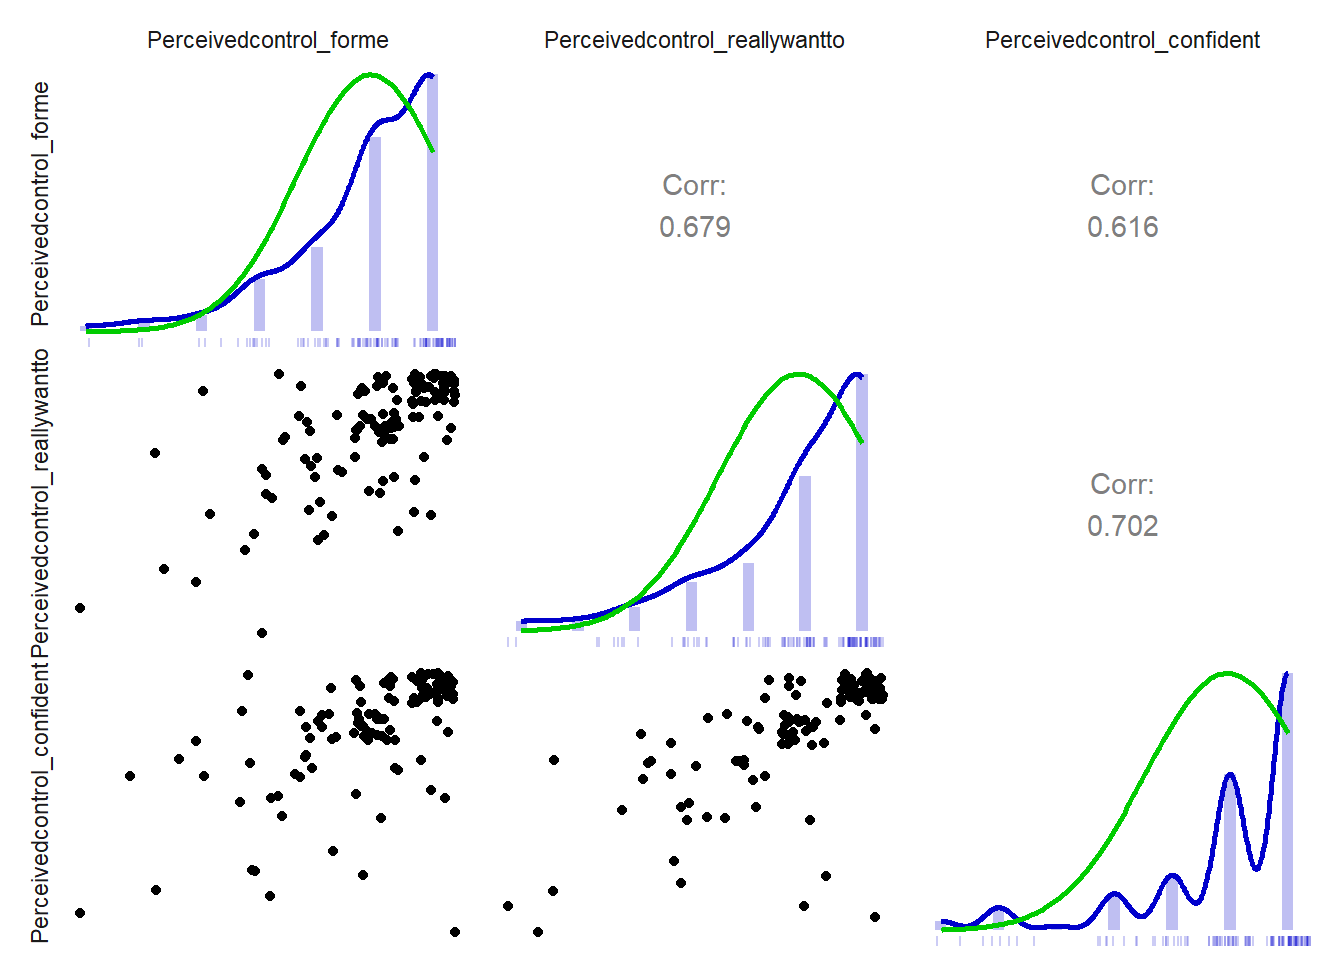 Perceivedcontrol_forme
Perceivedcontrol_reallywantto
Perceivedcontrol_confident
Perceivedcontrol_forme
Corr:
0.679
Corr:
0.616
Perceivedcontrol_reallywantto
Corr:
0.702
Perceivedcontrol_confident